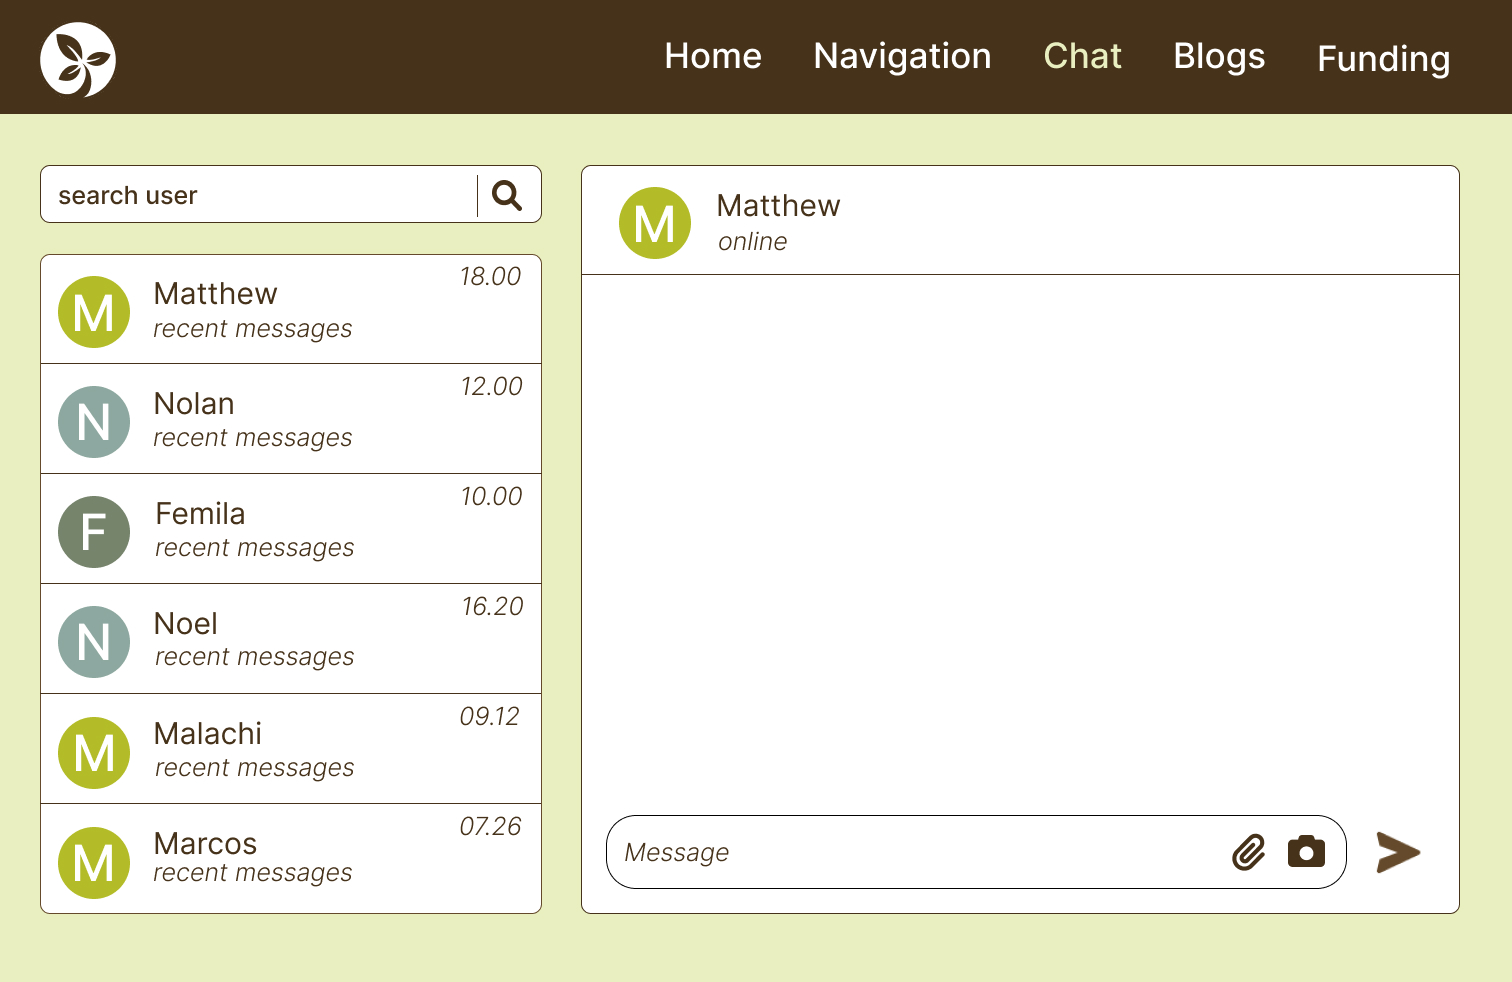 Home Navigation Chat Blogs Funding
search user
M
Matthew
18.00
recent messages
N
Nolan
12.00
recent messages
F
Femila
10.00
recent messages
N
Noel
16.20
recent messages
M
Malachi
09.12
recent messages
M
Marcos
07.26
recent messages
M
Matthew
online
Message